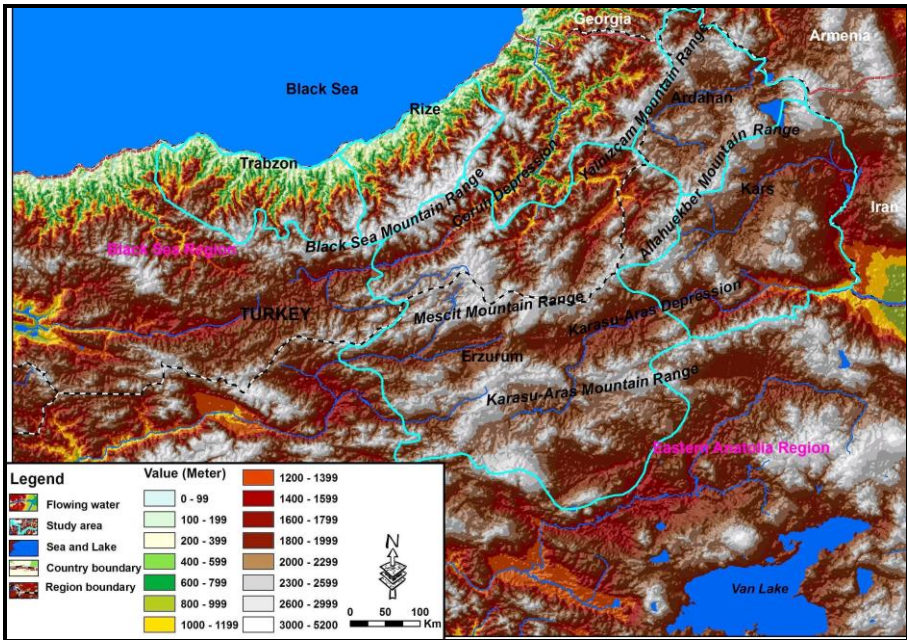 Georgia
Armenia
Black Sea
Rize
Ardahan
Trabzon
Yalnızcam Mountain Range
Allahuekber Mountain Range
Kars
Iran
Coruh Depression
Black Sea Mountain Range
Black Sea Region
Mescit Mountain Range
Karasu-Aras Depression
TURKEY
Erzurum
Karasu-Aras Mountain Range
Eastern Anatolia Region
Van Lake
Legend
Flowing water
Study area
Sea and Lake
Country boundary
Region boundary
Value (Meter)
0 - 99
100 - 199
200 - 399
400 - 599
600 - 799
800 - 999
1000 - 1199
1200 - 1399
1400 - 1599
1600 - 1799
1800 - 1999
2000 - 2299
2300 - 2599
2600 - 2999
3000 - 5200
N
0 50 100
Km